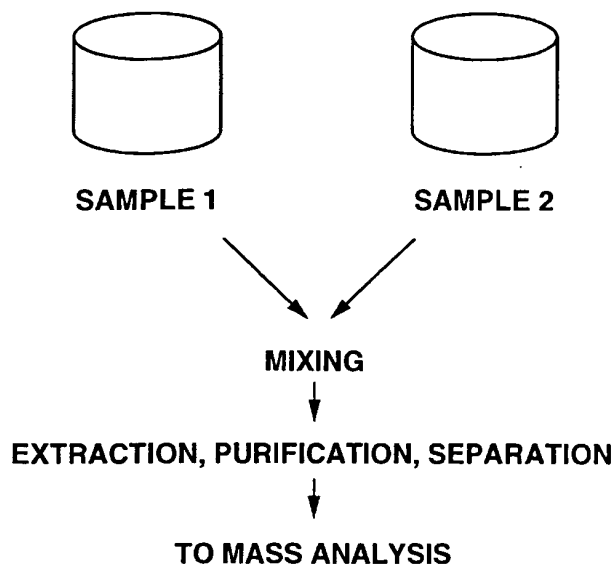 SAMPLE 1
SAMPLE 2
MIXING
EXTRACTION, PURIFICATION, SEPARATION
TO MASS ANALYSIS